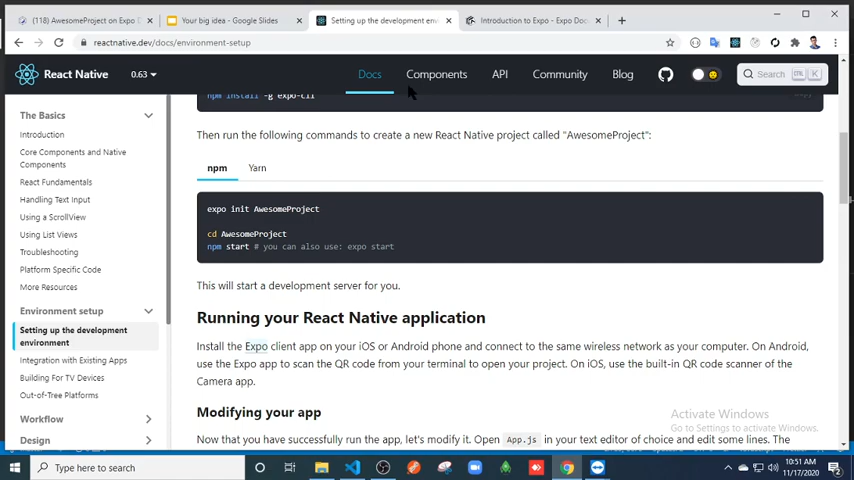 (118) AwesomeProject on Expo D
Your big idea - Google Slides
Setting up the development env
Introduction to Expo - Expo Doc
reactnative.dev/docs/environment-setup
React Native
0.63
Docs
Components
API
Community
Blog
Search
CTRL
K
npm install -g expo-cli
Copy
The Basics
Introduction
Core Components and Native
Components
React Fundamentals
Handling Text Input
Using a ScrollView
Using List Views
Troubleshooting
Platform Specific Code
More Resources
Environment setup
Setting up the development
environment
Integration with Existing Apps
Building For TV Devices
Out-of-Tree Platforms
Workflow
Design
Then run the following commands to create a new React Native project called "AwesomeProject":
npm
Yarn
expo init AwesomeProject
cd AwesomeProject
npm start # you can also use: expo start
This will start a development server for you.
Running your React Native application
Install the Expo client app on your iOS or Android phone and connect to the same wireless network as your computer. On Android,
use the Expo app to scan the QR code from your terminal to open your project. On iOS, use the built-in QR code scanner of the
Camera app.
Modifying your app
Now that you have successfully run the app, let's modify it. Open App.js in your text editor of choice and edit some lines. The
Activate Windows
Go to Settings to activate Windows.
Type here to search
10:51 AM
11/17/2020
2